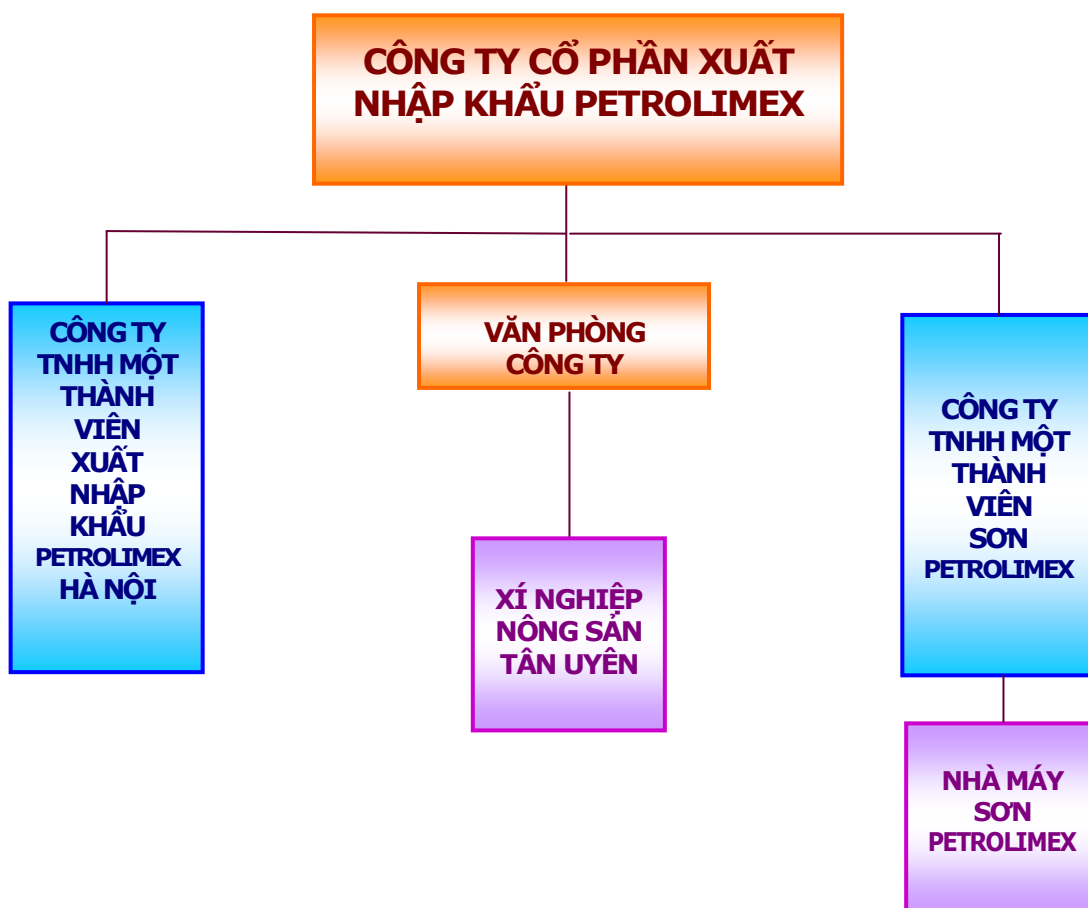 CÔNG TY CỔ PHẦN XUẤT
NHẬP KHẨU PETROLIMEX
CÔNG TY
TNHH MỘT
THÀNH
VIÊN
XUẤT
NHẬP
KHẨU
PETROLIMEX
HÀ NỘI
VĂN PHÒNG
CÔNG TY
XÍ NGHIỆP
NÔNG SẢN
TÂN UYÊN
CÔNG TY
TNHH MỘT
THÀNH
VIÊN
SƠN
PETROLIMEX
NHÀ MÁY
SƠN
PETROLIMEX